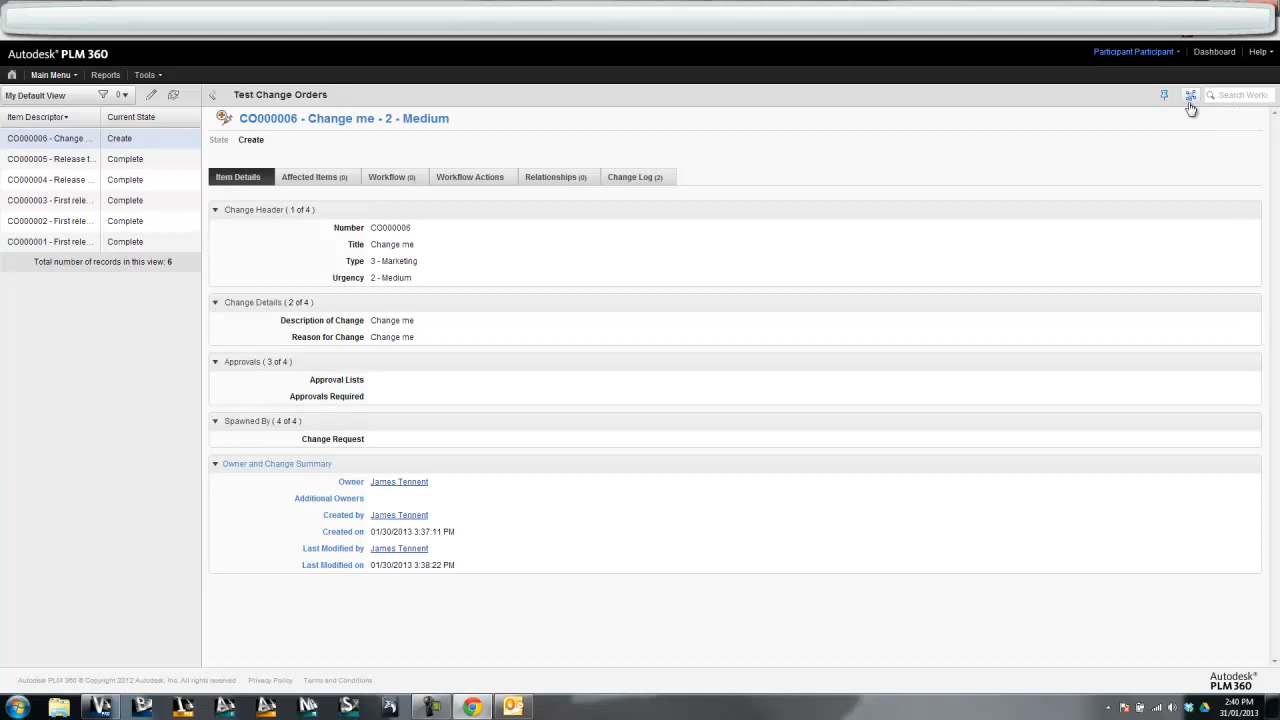 Autodesk® PLM 360
Participant Participant
Dashboard
Help
Main Menu
Reports
Tools
My Default View
0
Test Change Orders
Search Works
Item Descriptor
Current State
CO000006 - Change ...
Create
CO000005 - Release t...
Complete
CO000004 - Release ...
Complete
CO000003 - First rele...
Complete
CO000002 - First rele...
Complete
CO000001 - First rele...
Complete
Total number of records in this view: 6
CO000006 - Change me - 2 - Medium
State Create
Item Details
Affected Items (0)
Workflow (0)
Workflow Actions
Relationships (0)
Change Log (2)
Change Header ( 1 of 4 )
Number CO000006
Title Change me
Type 3 - Marketing
Urgency 2 - Medium
Change Details ( 2 of 4 )
Description of Change Change me
Reason for Change Change me
Approvals ( 3 of 4 )
Approval Lists
Approvals Required
Spawned By ( 4 of 4 )
Change Request
Owner and Change Summary
Owner James Tennent
Additional Owners
Created by James Tennent
Created on 01/30/2013 3:37:11 PM
Last Modified by James Tennent
Last Modified on 01/30/2013 3:38:22 PM
Autodesk PLM 360 © Copyright 2012 Autodesk, Inc. All rights reserved
Privacy Policy
Terms and Conditions
Autodesk®
PLM 360
2:40 PM
31/01/2013